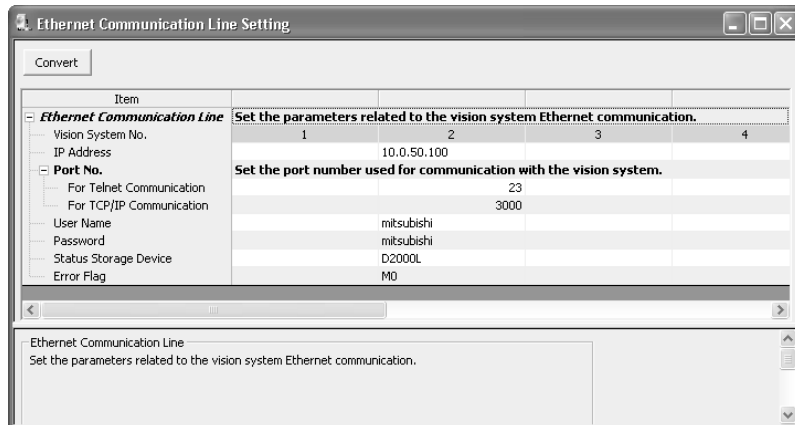 Ethernet Communication Line Setting
Convert
Item
Ethernet Communication Line Set the parameters related to the vision system Ethernet communication.
Vision System No. 1 2 3 4
IP Address 10.0.50.100
Port No. Set the port number used for communication with the vision system.
For Telnet Communication 23
For TCP/IP Communication 3000
User Name mitsubishi
Password mitsubishi
Status Storage Device D2000L
Error Flag M0
Ethernet Communication Line
Set the parameters related to the vision system Ethernet communication.